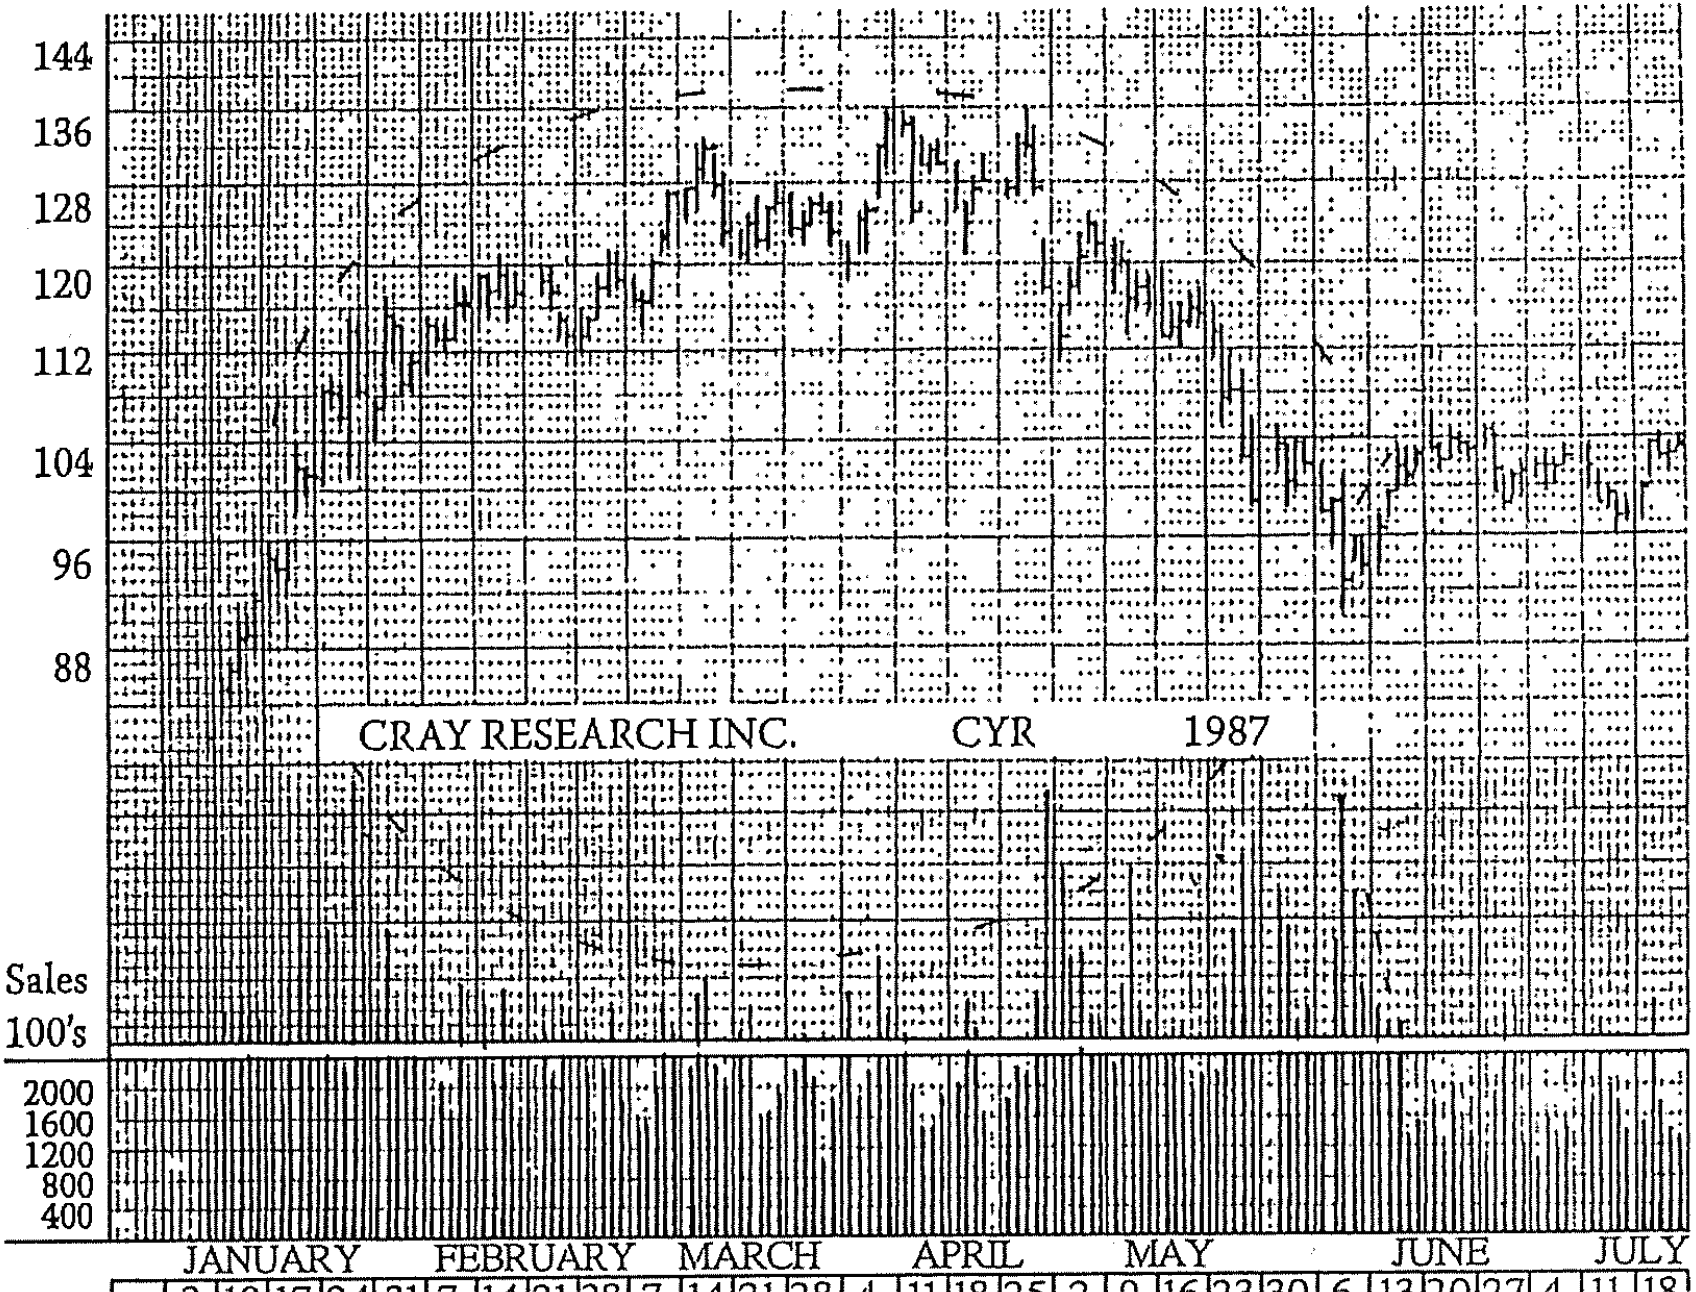 144
136
128
120
112
104
96
88
CRAY RESEARCH INC. CYR 1987
Sales
100's
2000
1600
1200
800
400
JANUARY FEBRUARY MARCH APRIL MAY JUNE JULY
3 10 17 24 31 7 14 21 28 7 14 21 28 4 11 18 25 2 9 16 23 30 6 13 20 27 4 11 18